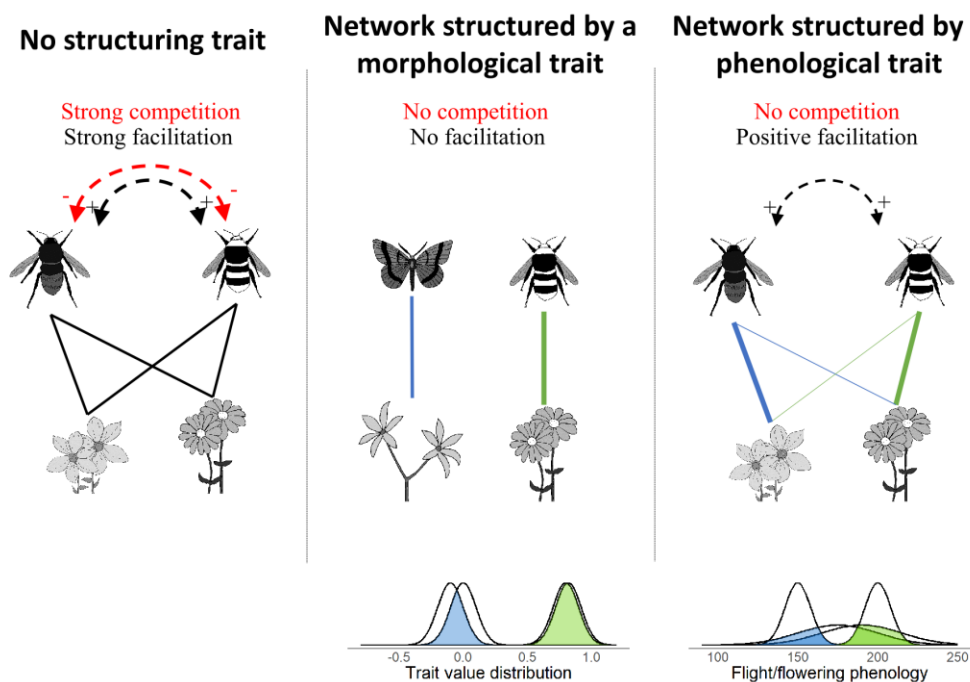 No structuring trait
Strong competition
Strong facilitation
-
-
+
+
Network structured by a
morphological trait
No competition
No facilitation
-0.5
0.0
0.5
1.0
Trait value distribution
Network structured by
phenological trait
No competition
Positive facilitation
+
+
100
150
200
250
Flight/flowering phenology